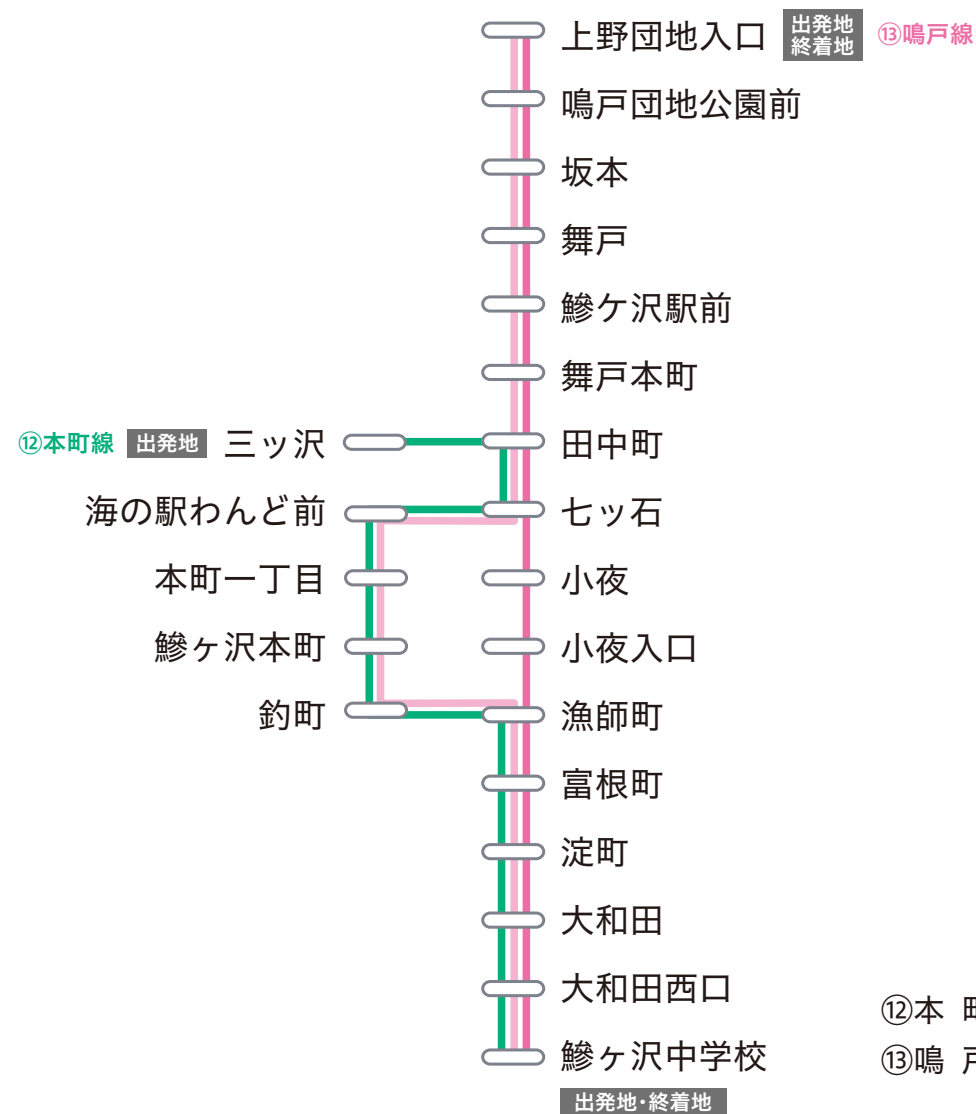 上野団地入口 出発地 終着地 ⑬鳴戸線
鳴戸団地公園前
坂本
舞戸
鰺ケ沢駅前
舞戸本町
⑫本町線 出発地 三ッ沢 田中町
海の駅わんど前 七ッ石
本町一丁目 小夜
鰺ヶ沢本町 小夜入口
釣町 漁師町
富根町
淀町
大和田
大和田西口
⑫本 町
鰺ヶ沢中学校 ⑬鳴 戸
出発地・終着地